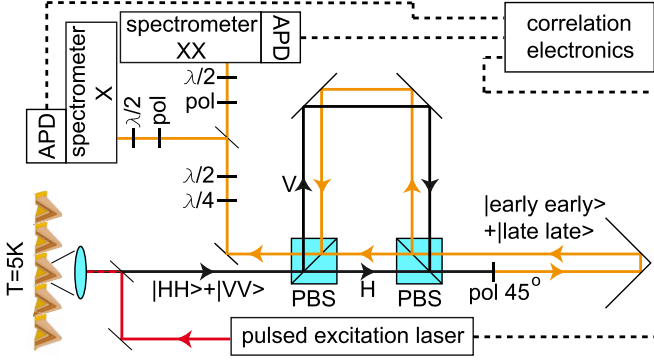 spectrometer
XX
APD
correlation
electronics
λ/2
pol
APD
spectrometer
X
λ/2
pol
λ/2
λ/4
V
|early early>
+|late late>
T=5K
|HH>+|VV>
PBS
H
PBS
pol 45°
pulsed excitation laser